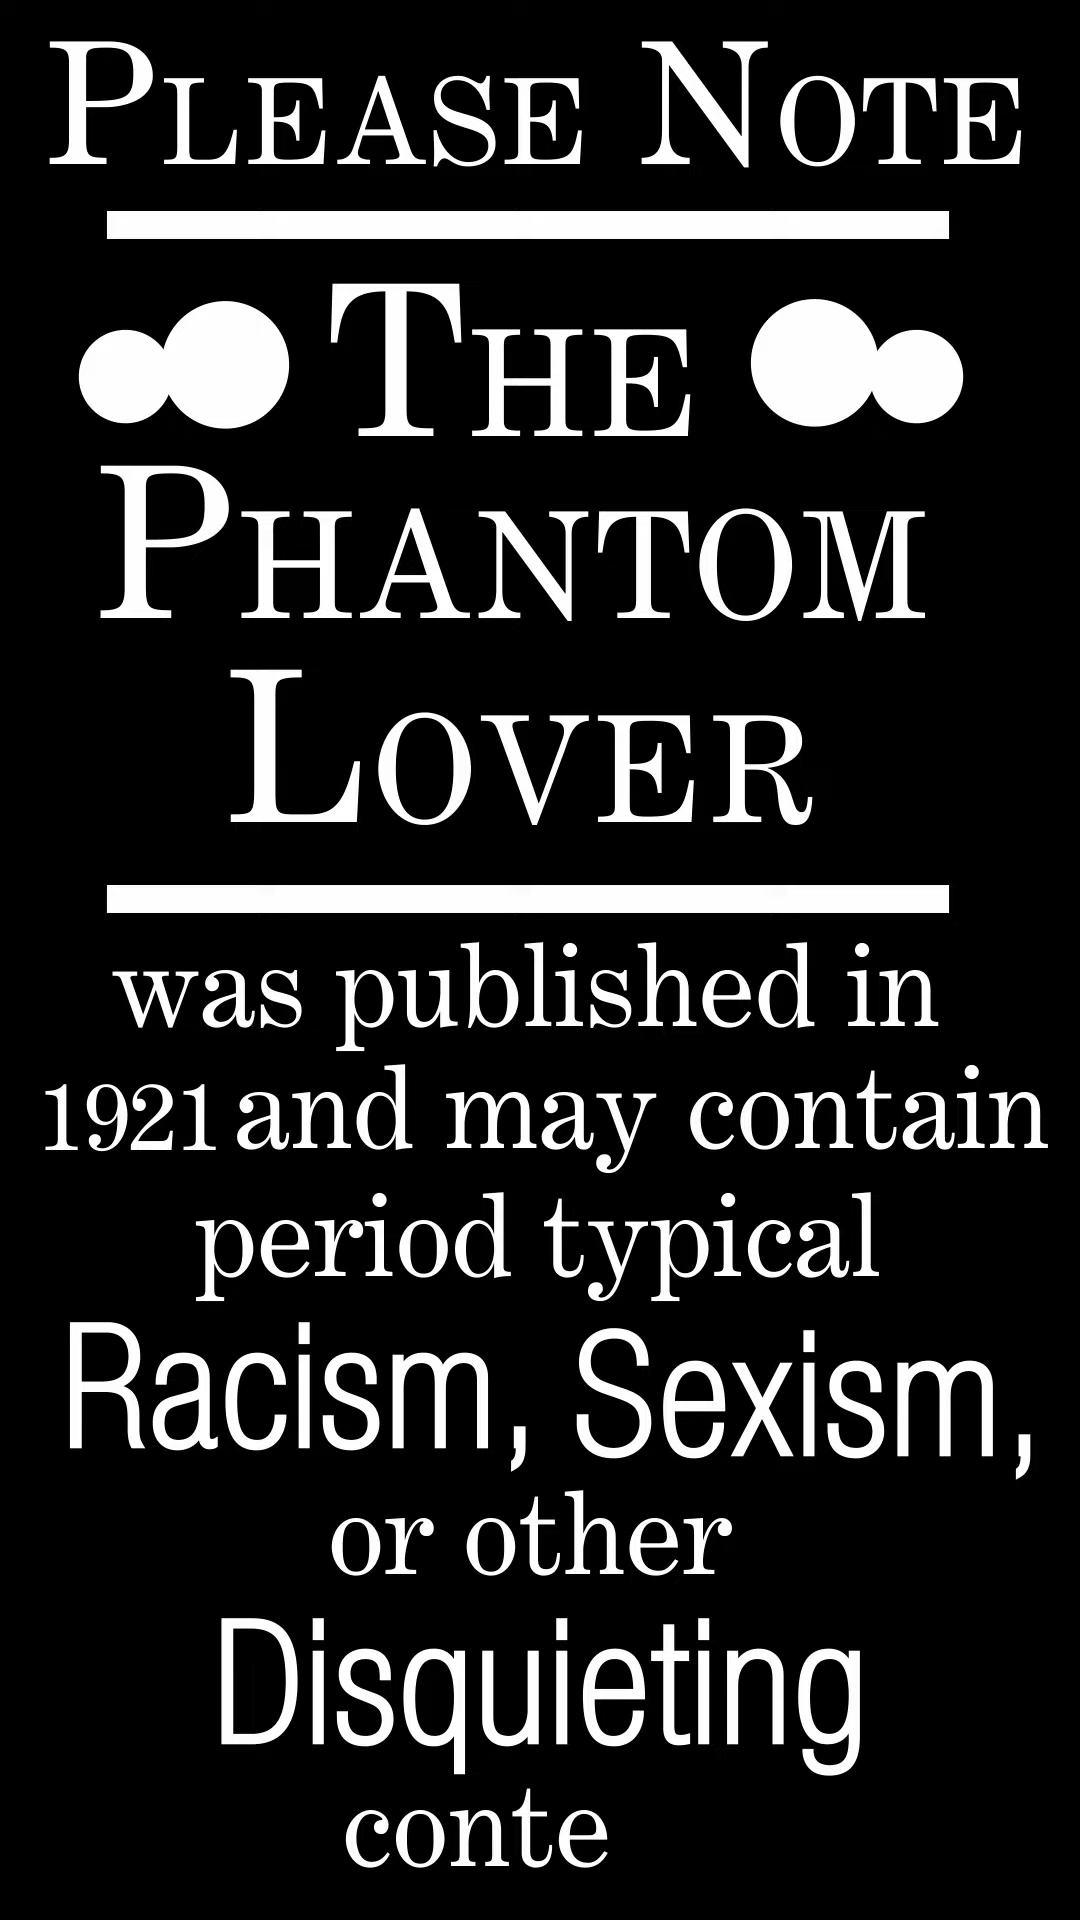 Please Note
The
Phantom
Lover
was published in
1921 and may contain
period typical
Racism, Sexism,
or other
Disquieting
conte